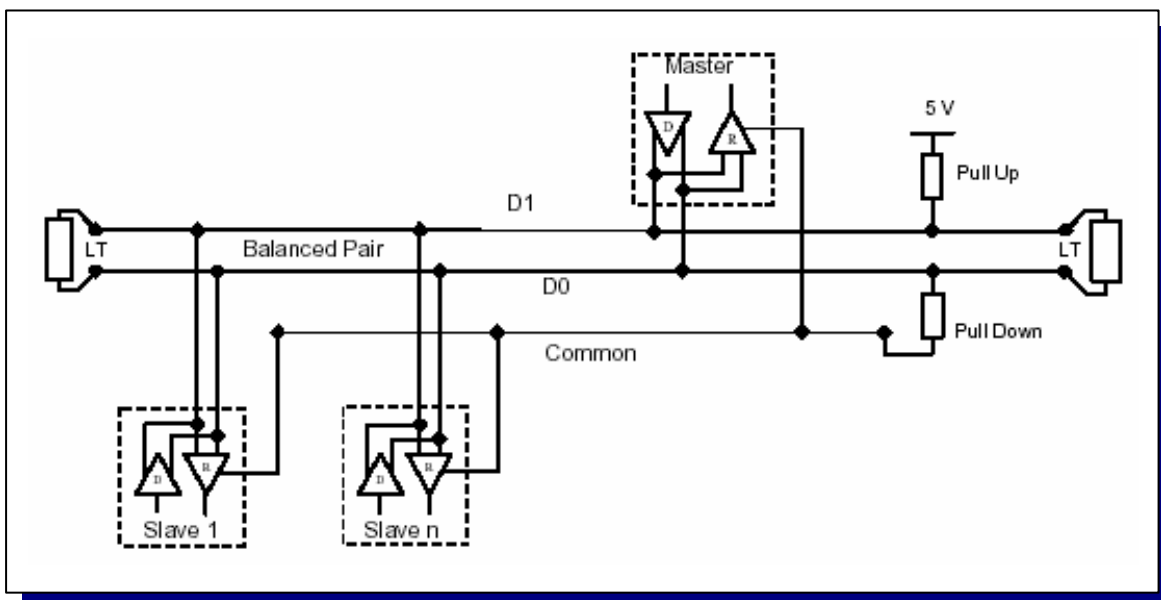 Master
D
R
5 V
Pull Up
D1
LT
Balanced Pair
LT
D0
Pull Down
Common
D
R
D
R
Slave 1
Slave n